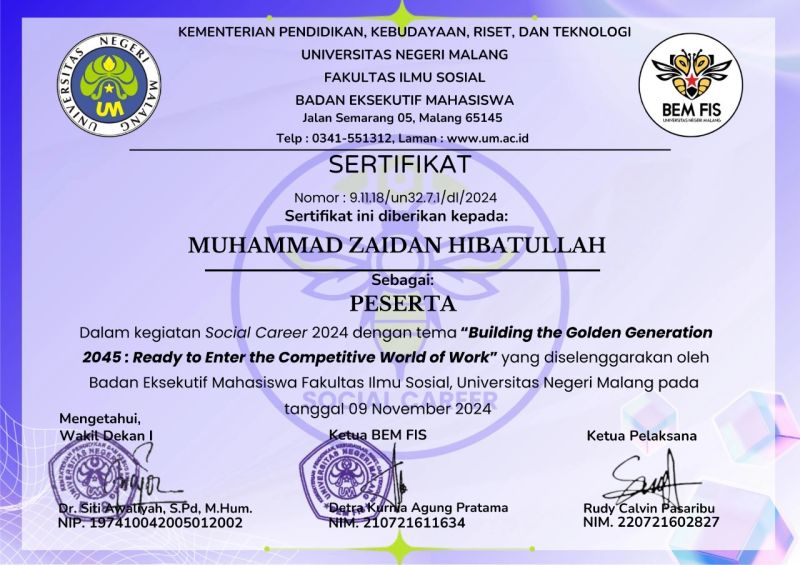 KEMENTERIAN PENDIDIKAN, KEBUDAYAAN, RISET, DAN TEKNOLOGI
UNIVERSITAS NEGERI MALANG
FAKULTAS ILMU SOSIAL
BADAN EKSEKUTIF MAHASISWA
Jalan Semarang 05, Malang 65145
Telp : 0341-551312, Laman : www.um.ac.id
UNIVERSITAS NEGERI MALANG
UM
BEM FIS
UNIVERSITAS NEGERI MALANG
SERTIFIKAT
Nomor : 9.11.18/un32.7.1/dl/2024
Sertifikat ini diberikan kepada:
MUHAMMAD ZAIDAN HIBATULLAH
Sebagai:
PESERTA
Dalam kegiatan Social Career 2024 dengan tema “Building the Golden Generation
2045 : Ready to Enter the Competitive World of Work” yang diselenggarakan oleh
Badan Eksekutif Mahasiswa Fakultas Ilmu Sosial, Universitas Negeri Malang pada
tanggal 09 November 2024
SOCIAL CAREER
Mengetahui,
Wakil Dekan I
Dr. Siti Awaliyah, S.Pd, M.Hum.
NIP. 197410042005012002
Ketua BEM FIS
Detra Kurnia Agung Pratama
NIM. 210721611634
Ketua Pelaksana
Rudy Calvin Pasaribu
NIM. 220721602827